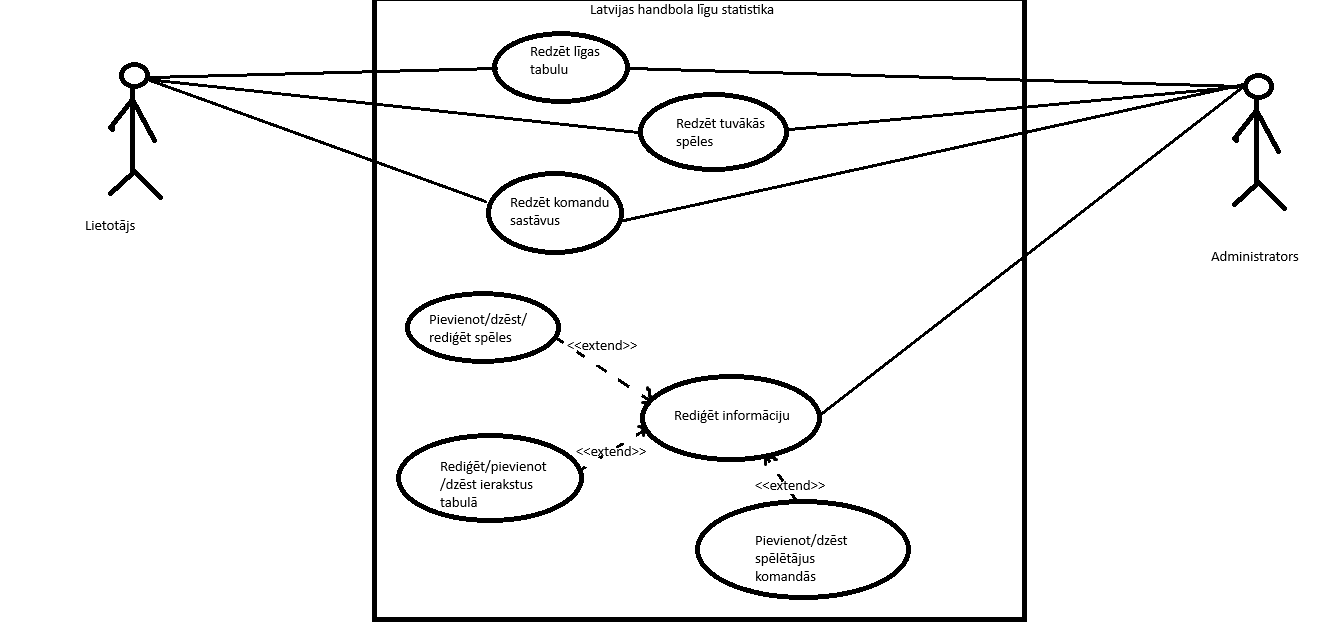 Latvijas handbola līgu statistika
Redzēt līgas
tabulu
Redzēt tuvākās
spēles
Redzēt komandu
sastāvus
Lietotājs
Administrators
Pievienot/dzēst/
rediģēt spēles
<<extend>>
Rediģēt informāciju
<<extend>>
Rediģēt/pievienot
/dzēst ierakstus
tabulā
<<extend>>
Pievienot/dzēst
spēlētājus
komandās